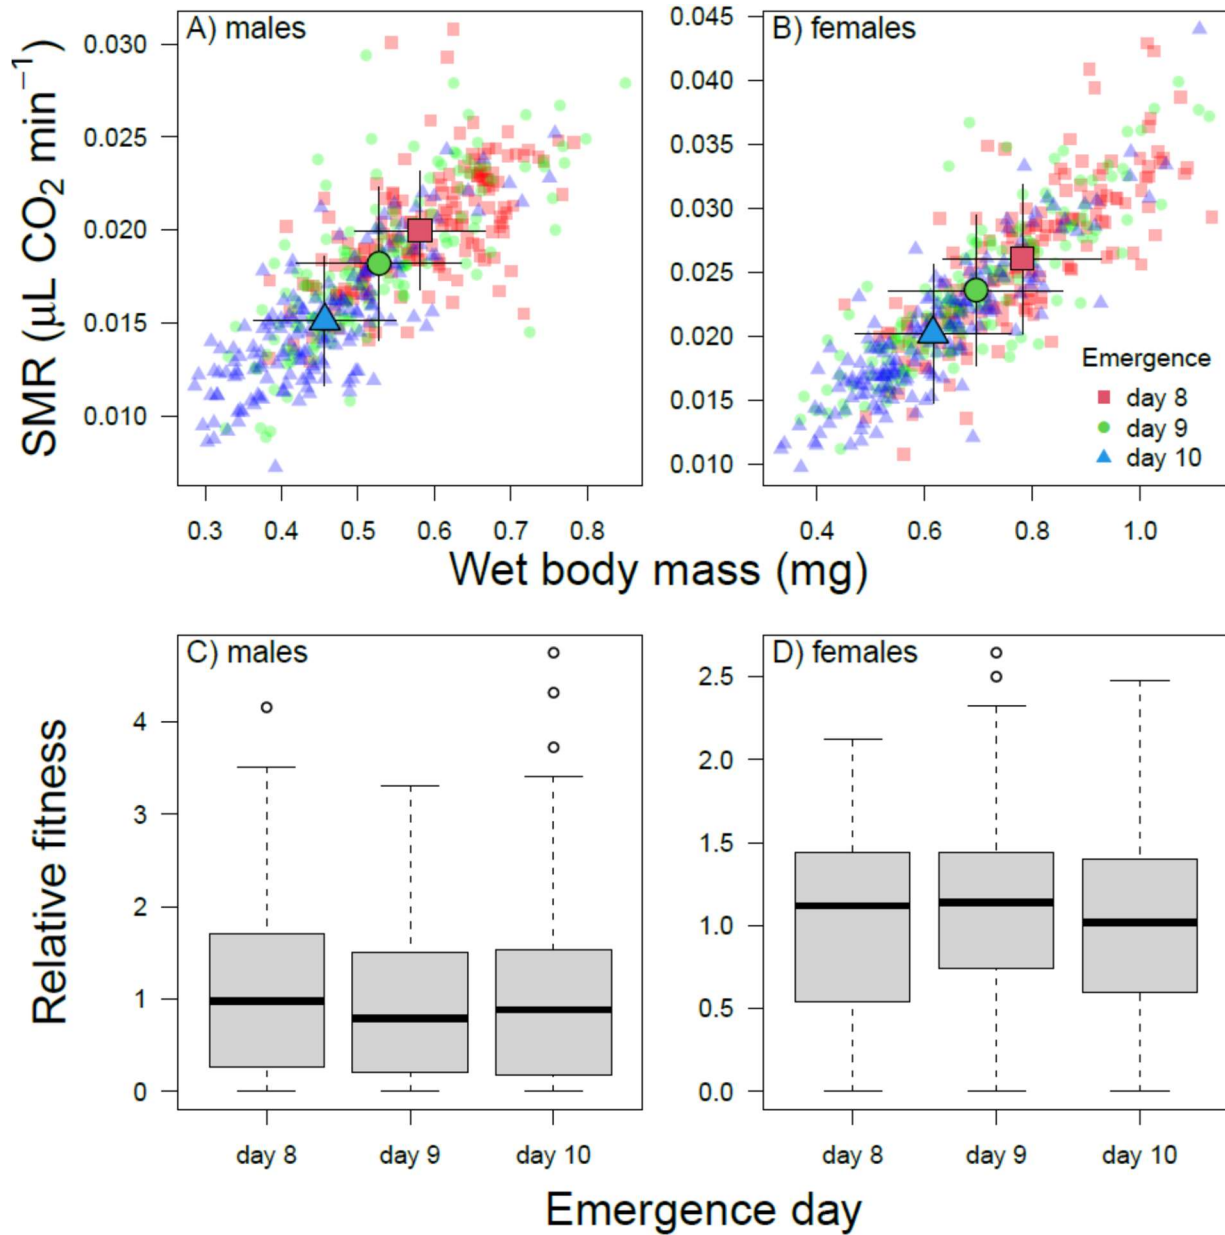 A) males
B) females
SMR (μL CO₂ min⁻¹)
0.030
0.025
0.020
0.015
0.010
0.045
0.040
0.035
0.030
0.025
0.020
0.015
0.010
Emergence
day 8
day 9
day 10
0.3 0.4 0.5 0.6 0.7 0.8
0.4 0.6 0.8 1.0
Wet body mass (mg)
C) males
D) females
Relative fitness
4
3
2
1
0
2.5
2.0
1.5
1.0
0.5
0.0
day 8 day 9 day 10
day 8 day 9 day 10
Emergence day